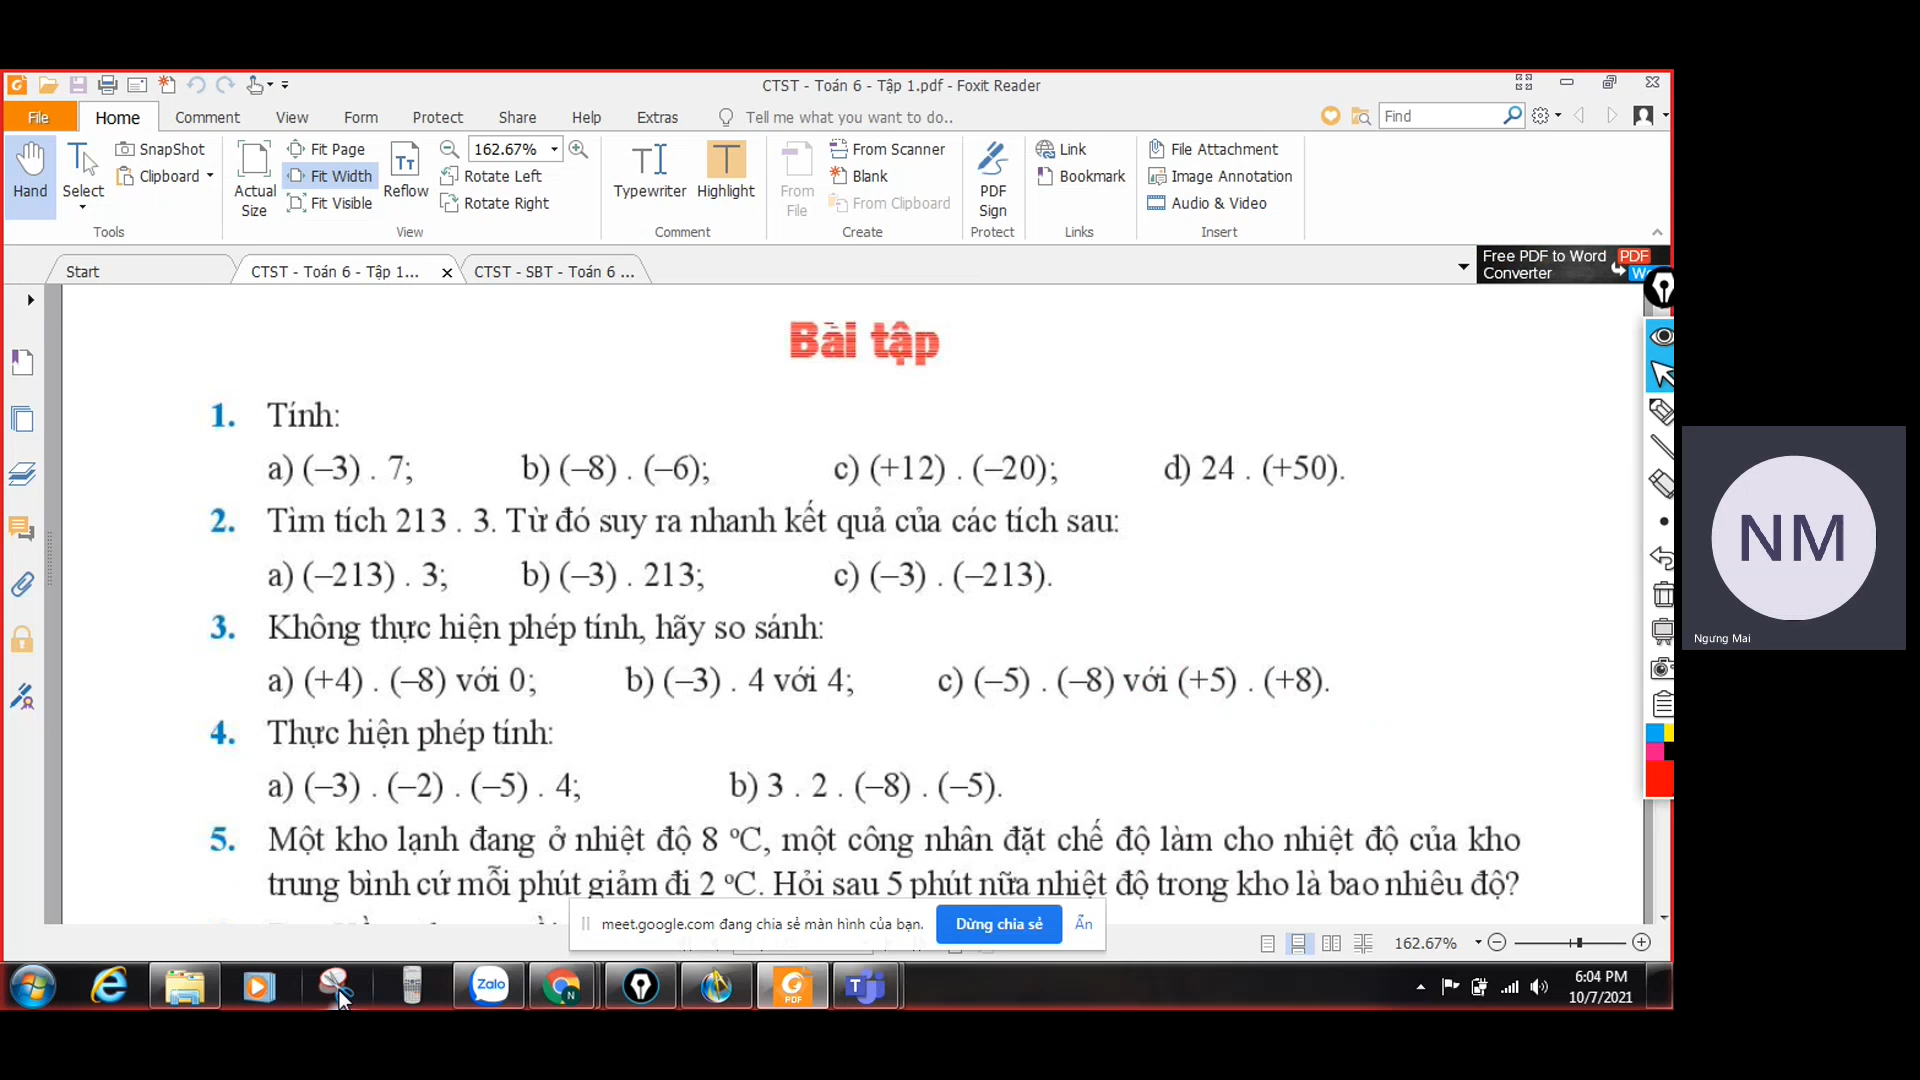 CTST - Toán 6 - Tập 1.pdf - Foxit Reader
File Home Comment View Form Protect Share Help Extras Tell me what you want to do.. Find
Hand
Select
SnapShot
Clipboard
Tools
Actual Size
Fit Page
Fit Width
Fit Visible
Reflow
162.67%
Rotate Left
Rotate Right
View
Typewriter
Highlight
Comment
From File
From Scanner
Blank
From Clipboard
Create
PDF Sign
Protect
Link
Bookmark
Links
File Attachment
Image Annotation
Audio & Video
Insert
Start CTST - Toán 6 - Tập 1... CTST - SBT - Toán 6 ...
Free PDF to Word
Converter
PDF
Bài tập
1. Tính:
a) (–3) . 7; b) (–8) . (–6); c) (+12) . (–20); d) 24 . (+50).
2. Tìm tích 213 . 3. Từ đó suy ra nhanh kết quả của các tích sau:
a) (–213) . 3; b) (–3) . 213; c) (–3) . (–213).
3. Không thực hiện phép tính, hãy so sánh:
a) (+4) . (–8) với 0; b) (–3) . 4 với 4; c) (–5) . (–8) với (+5) . (+8).
4. Thực hiện phép tính:
a) (–3) . (–2) . (–5) . 4; b) 3 . 2 . (–8) . (–5).
5. Một kho lạnh đang ở nhiệt độ 8 °C, một công nhân đặt chế độ làm cho nhiệt độ của kho
trung bình cứ mỗi phút giảm đi 2 °C. Hỏi sau 5 phút nữa nhiệt độ trong kho là bao nhiêu độ?
meet.google.com đang chia sẻ màn hình của bạn. Dừng chia sẻ Ẩn
162.67%
Zalo
N
PDF
6:04 PM
10/7/2021
NM
Ngưng Mai